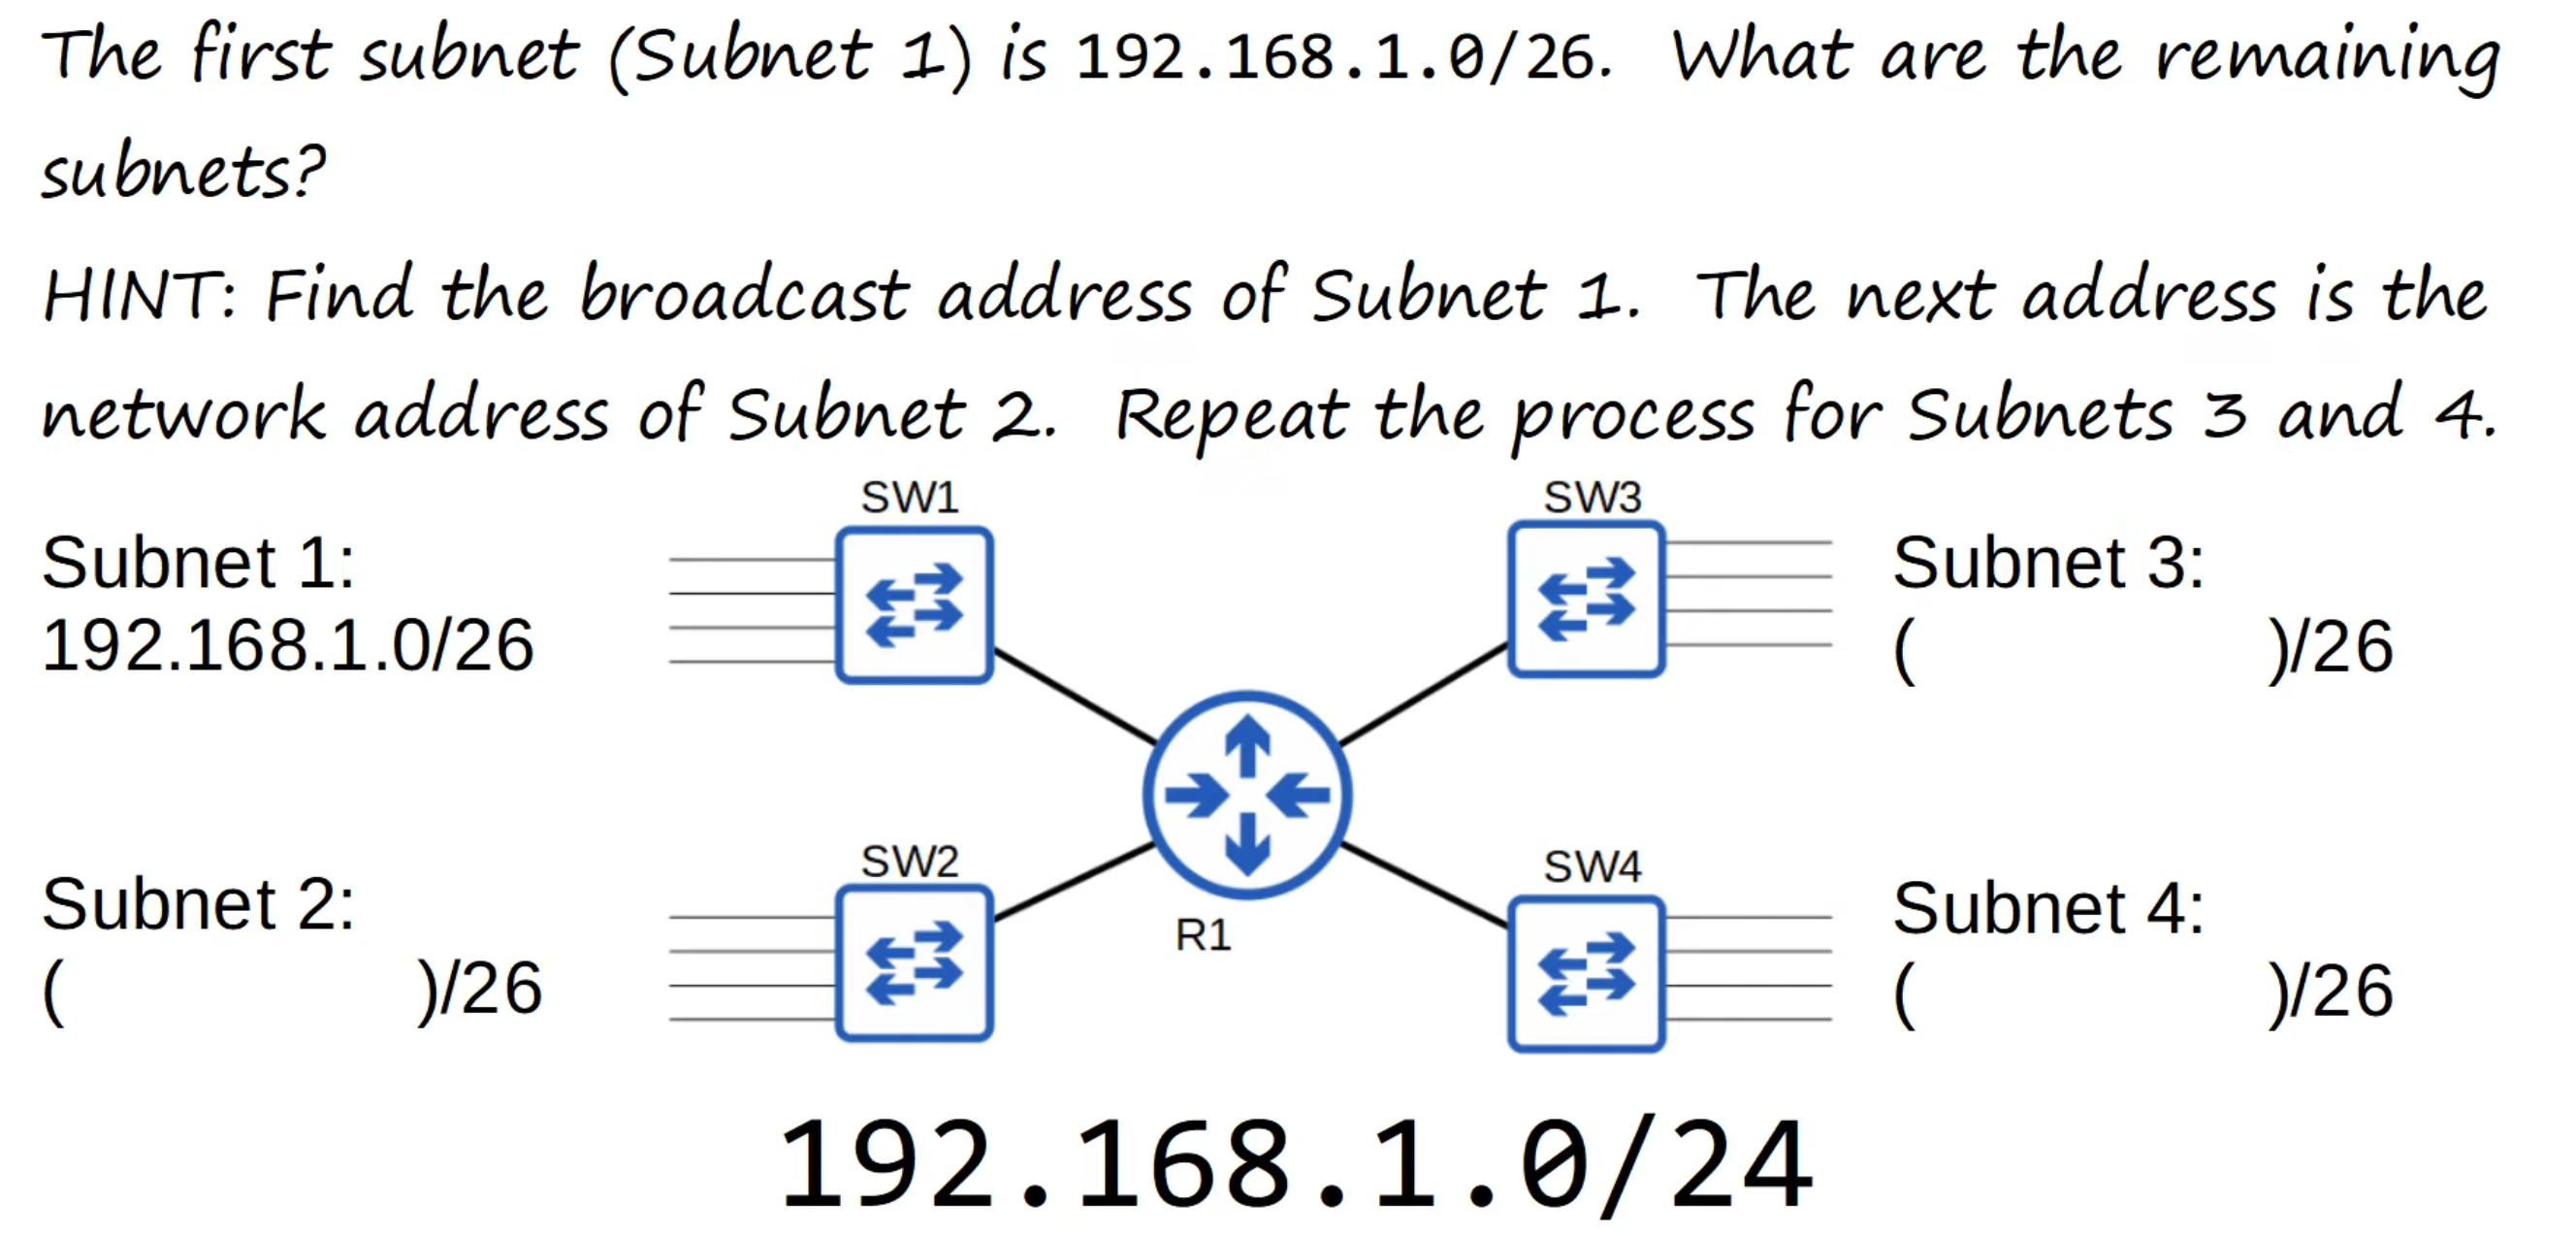 The first subnet (Subnet 1) is 192.168.1.0/26. What are the remaining
subnets?
HINT: Find the broadcast address of Subnet 1. The next address is the
network address of Subnet 2. Repeat the process for Subnets 3 and 4.
SW1
SW3
Subnet 1:
192.168.1.0/26
Subnet 3:
( )/26
SW2
SW4
Subnet 2:
( )/26
R1
Subnet 4:
( )/26
192.168.1.0/24